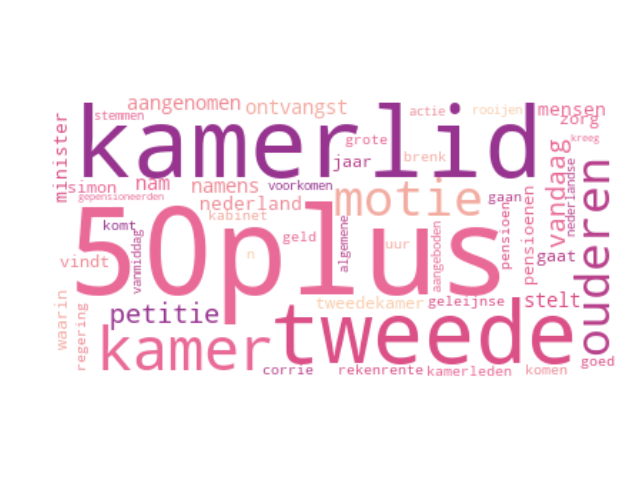 aangenomen
ontvangst
actie
rooijen
mensen
stemmen
zorg
minister
kamerlid
grote
kreeg
jaar
brenk
vandaag
nederlandse
simon
nam
namens
voorkomen
motie
gaan
gepensioneerden
nederland
kabinet
ouderen
komt
50plus
vanmiddag
geld
algemene
uur
aangeboden
pensioen
pensioenen
gaat
n
vindt
waarin
regering
petitie
tweedekamer
geleijnse
stelt
kamer
tweede
corrie
rekenrente
kamerleden
komen
goed